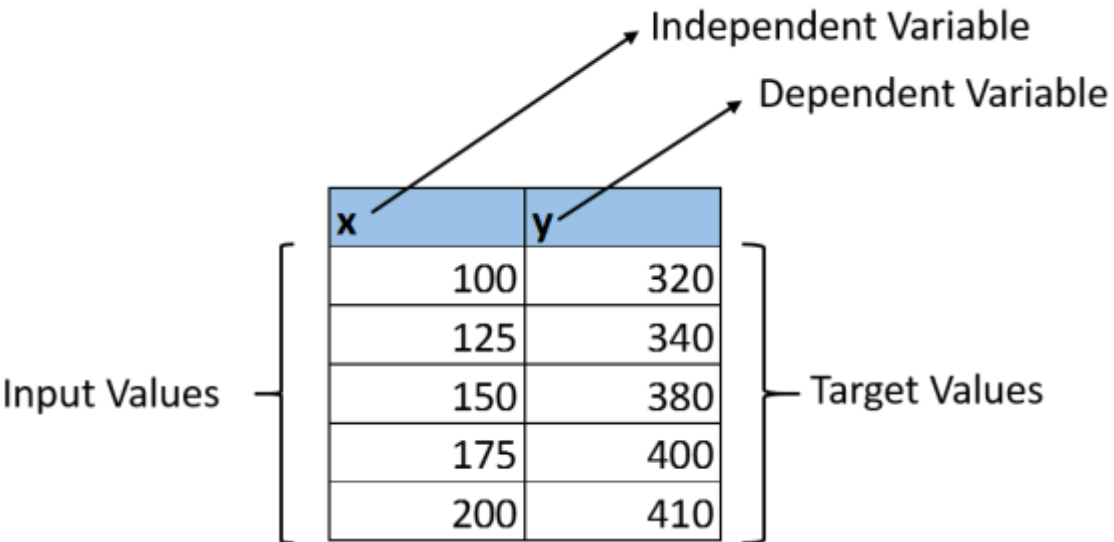 Independent Variable
Dependent Variable
x y
100 320
125 340
Input Values 150 380 Target Values
175 400
200 410